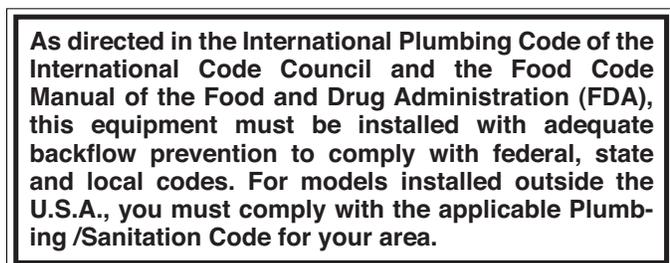 As directed in the International Plumbing Code of the
International Code Council and the Food Code
Manual of the Food and Drug Administration (FDA),
this equipment must be installed with adequate
backflow prevention to comply with federal, state
and local codes. For models installed outside the
U.S.A., you must comply with the applicable Plumb-
ing /Sanitation Code for your area.